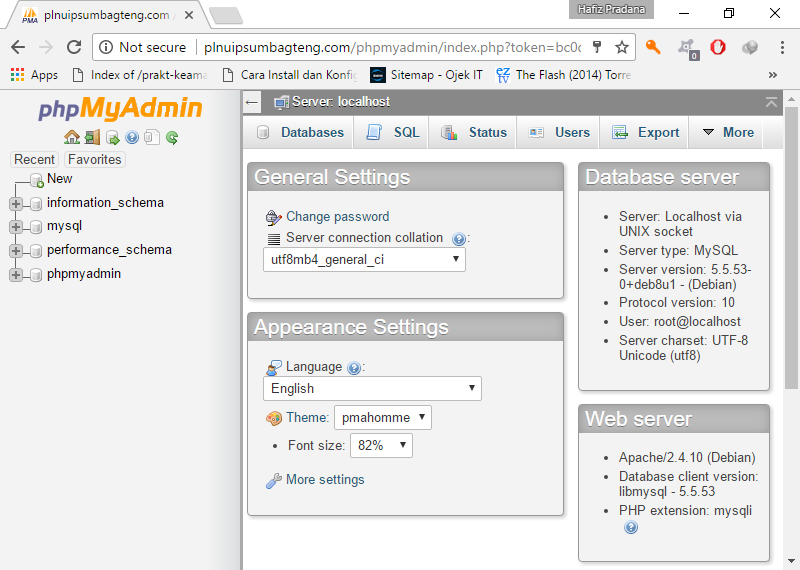 Hafiz Pradana
plnuipsumbagteng.com /
Not secure | plnuipsumbagteng.com/phpmyadmin/index.php?token=bc0c
Apps
Index of /prakt-keama
Cara Install dan Konfig
Sitemap - Ojek IT
The Flash (2014) Torre
»
0
phpMyAdmin
Recent
Favorites
New
information_schema
mysql
performance_schema
phpmyadmin
Server: localhost
Databases
SQL
Status
Users
Export
More
General Settings
Change password
Server connection collation :
utf8mb4_general_ci
Appearance Settings
Language :
English
Theme: pmahomme
• Font size: 82%
More settings
Database server
• Server: Localhost via
UNIX socket
• Server type: MySQL
• Server version: 5.5.53-
0+deb8u1 - (Debian)
• Protocol version: 10
• User: root@localhost
• Server charset: UTF-8
Unicode (utf8)
Web server
• Apache/2.4.10 (Debian)
• Database client version:
libmysql - 5.5.53
• PHP extension: mysqli